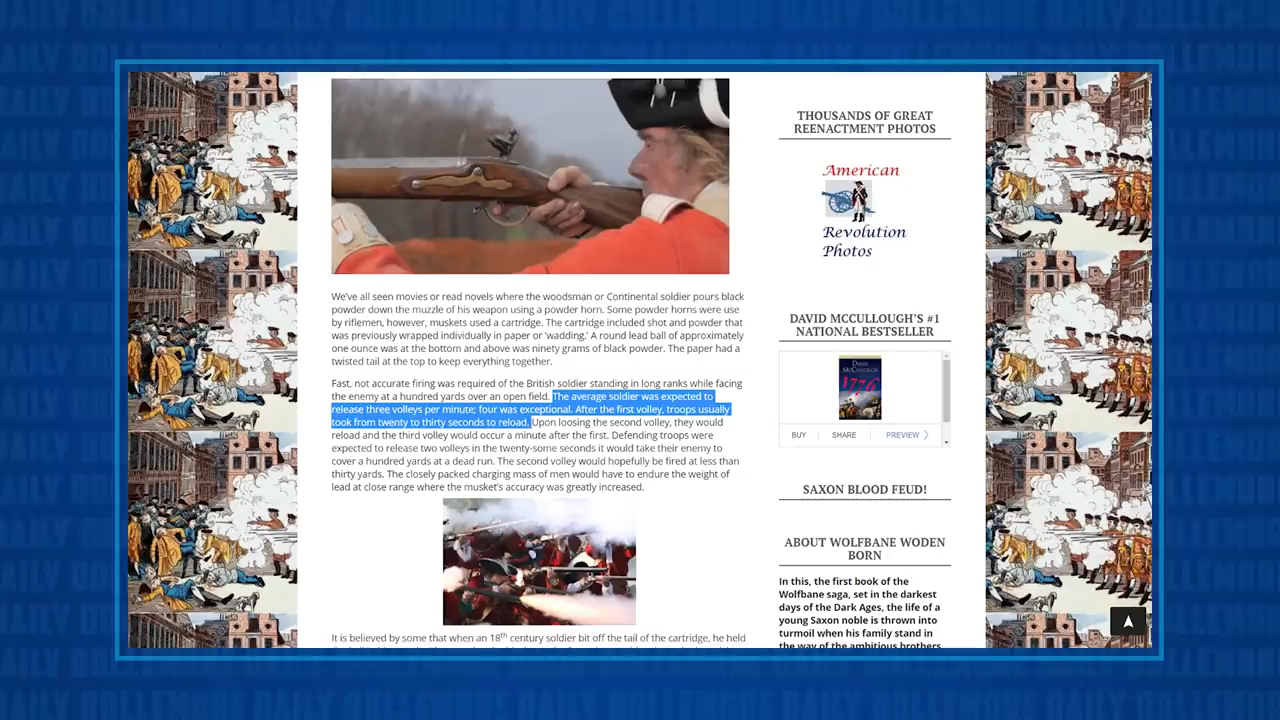 We've all seen movies or read novels where the woodsman or Continental soldier pours black
powder down the muzzle of his weapon using a powder horn. Some powder horns were use
by riflemen, however, muskets used a cartridge. The cartridge included shot and powder that
was previously wrapped individually in paper or 'wadding.' A round lead ball of approximately
one ounce was at the bottom and above was ninety grams of black powder. The paper had a
twisted tail at the top to keep everything together.
Fast, not accurate firing was required of the British soldier standing in long ranks while facing
the enemy at a hundred yards over an open field. The average soldier was expected to
release three volleys per minute; four was exceptional. After the first volley, troops usually
took from twenty to thirty seconds to reload. Upon loosing the second volley, they would
reload and the third volley would occur a minute after the first. Defending troops were
expected to release two volleys in the twenty-some seconds it would take their enemy to
cover a hundred yards at a dead run. The second volley would hopefully be fired at less than
thirty yards. The closely packed charging mass of men would have to endure the weight of
lead at close range where the musket's accuracy was greatly increased.
It is believed by some that when an 18th century soldier bit off the tail of the cartridge, he held
THOUSANDS OF GREAT
REENACTMENT PHOTOS
American
Revolution
Photos
DAVID MCCULLOUGH'S #1
NATIONAL BESTSELLER
DAVID
MCCULLOUGH
1776
BUY SHARE PREVIEW
SAXON BLOOD FEUD!
ABOUT WOLFBANE WODEN
BORN
In this, the first book of the
Wolfbane saga, set in the darkest
days of the Dark Ages, the life of a
young Saxon noble is thrown into
turmoil when his family stand in
the way of the ambitious brothers